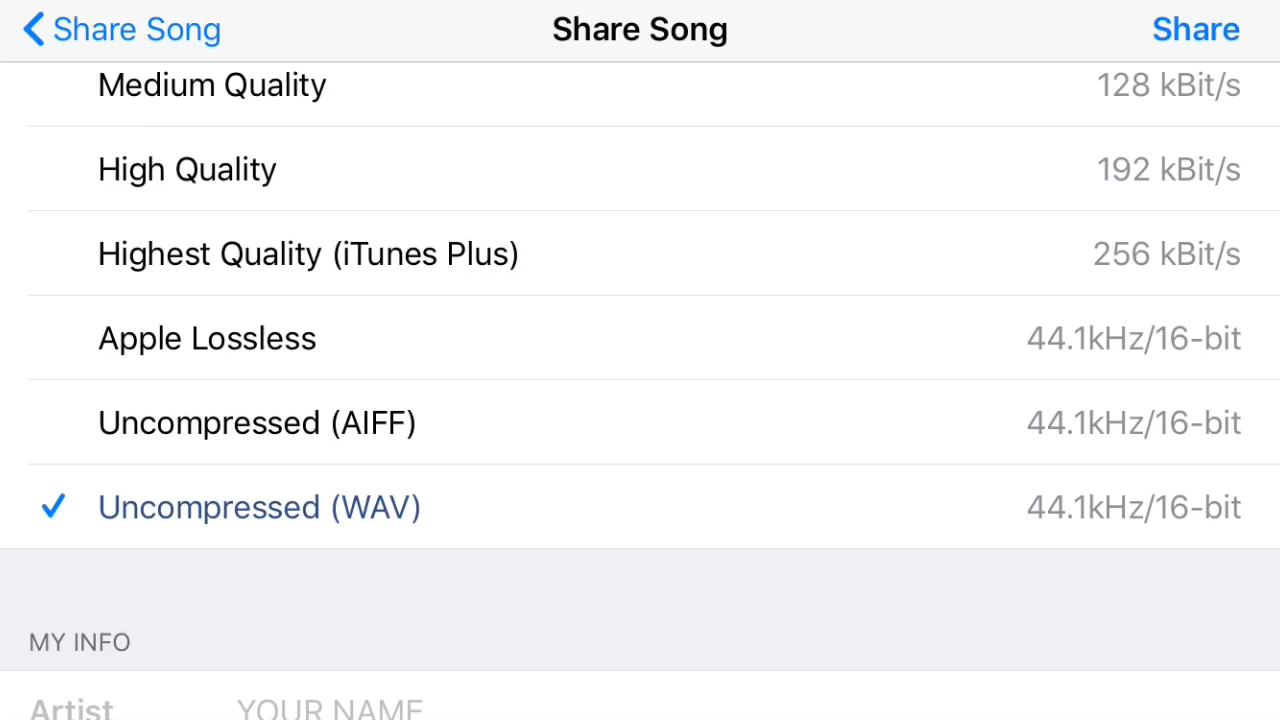 Share Song Share Song Share
Medium Quality 128 kBit/s
High Quality 192 kBit/s
Highest Quality (iTunes Plus) 256 kBit/s
Apple Lossless 44.1kHz/16-bit
Uncompressed (AIFF) 44.1kHz/16-bit
Uncompressed (WAV) 44.1kHz/16-bit
MY INFO
Artist YOUR NAME